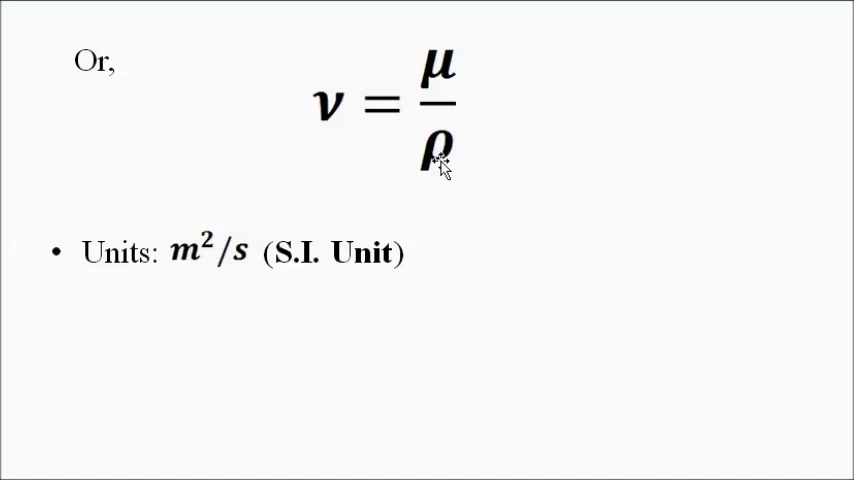 Or,
ν = μ/ρ
• Units: m²/s (S.I. Unit)